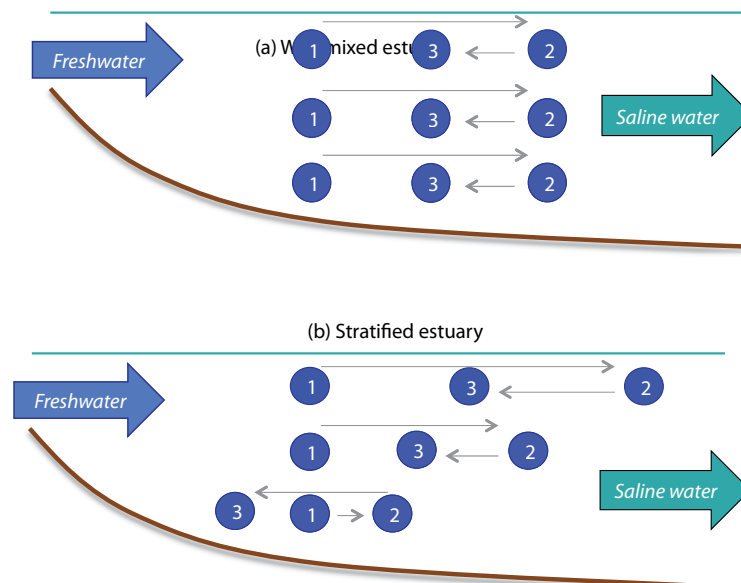 (a) W mixed estu
Freshwater
1 3 2
1 3 2
Saline water
1 3 2
(b) Stratified estuary
1 3 2
Freshwater
1 3 2
Saline water
3 1 2